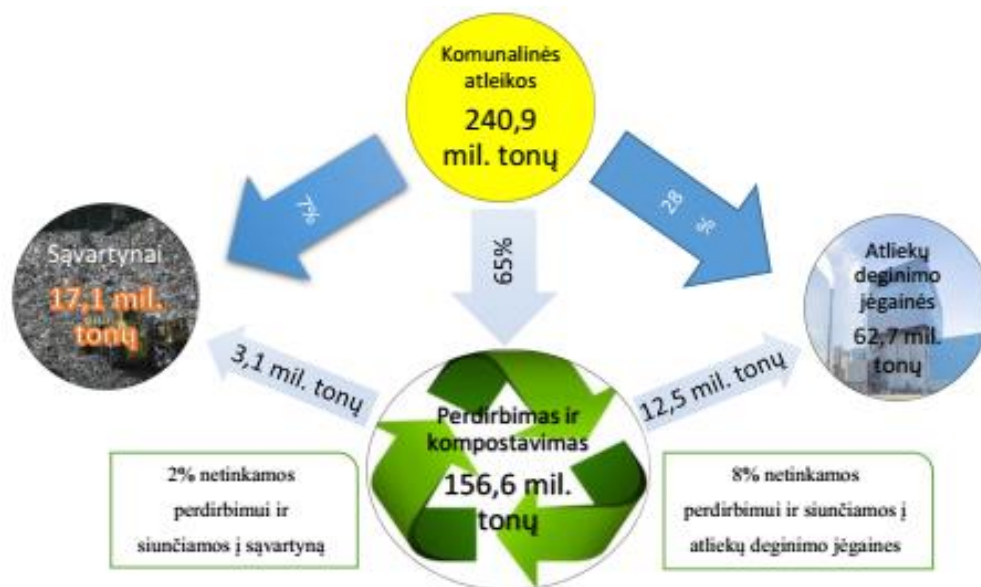 Komunalinės
atleikos
240,9
mil. tonų
7%
65%
28
%
Sąvartynai
17,1 mil.
tonų
Atliekų
deginimo
jėgainės
62,7 mil.
tonų
3,1 mil. tonų
12,5 mil. tonų
Perdirbimas ir
kompostavimas
156,6 mil.
tonų
2% netinkamos
perdirbimui ir
siunčiamos į sąvartyną
8% netinkamos
perdirbimui ir siunčiamos į
atliekų deginimo jėgaines